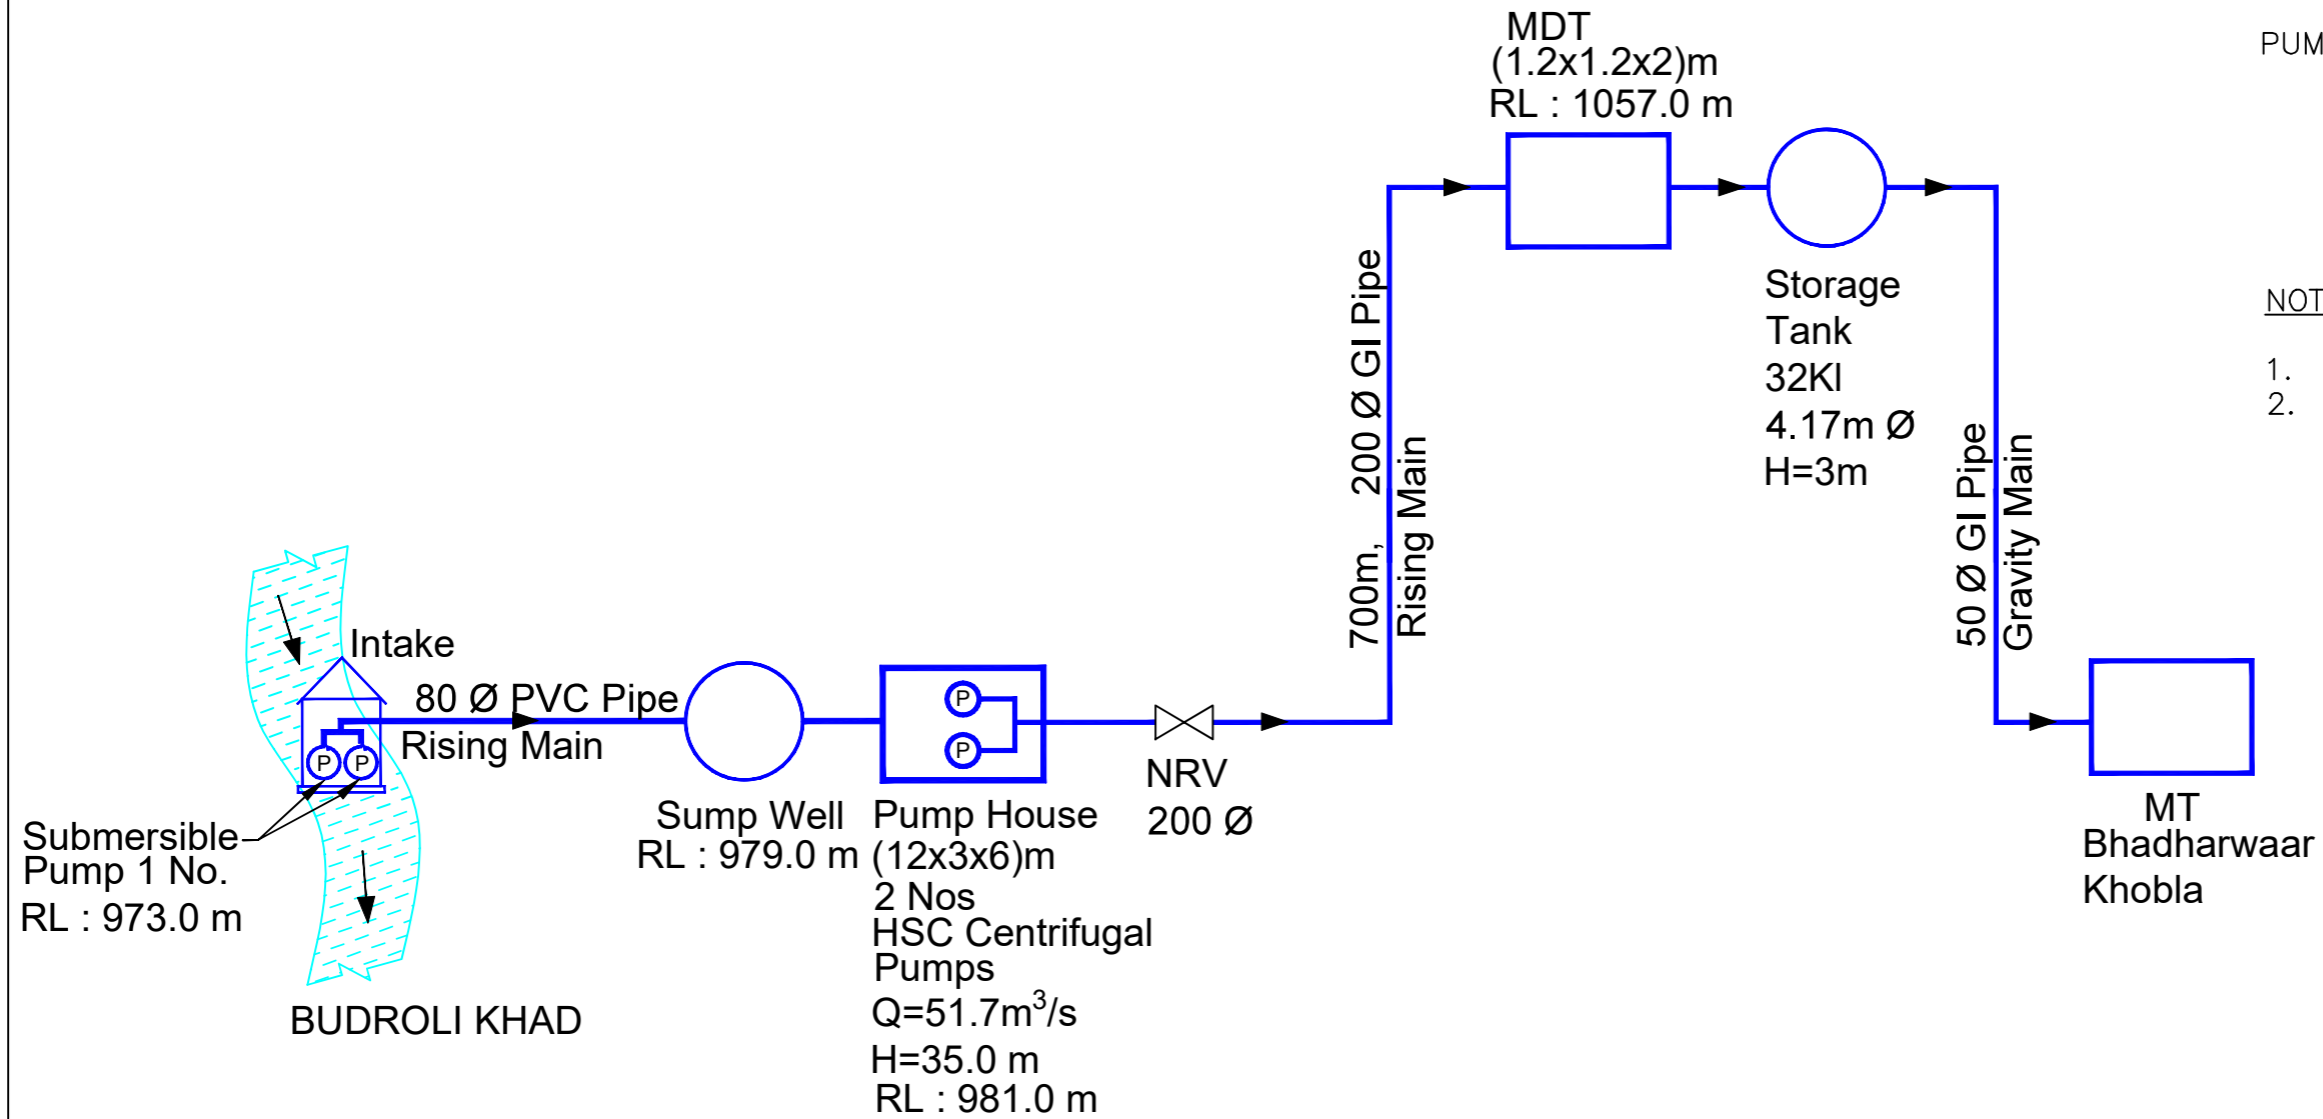 MDT
(1.2x1.2x2)m
RL : 1057.0 m
PUM
Storage
Tank
32Kl
4.17m Ø
H=3m
NOT
1.
2.
700m, 200 Ø GI Pipe
Rising Main
50 Ø GI Pipe
Gravity Main
Intake
80 Ø PVC Pipe
Rising Main
P
P
P
P
Submersible
Pump 1 No.
RL : 973.0 m
BUDROLI KHAD
Sump Well
RL : 979.0 m
Pump House
(12x3x6)m
2 Nos
HSC Centrifugal
Pumps
Q=51.7m³/s
H=35.0 m
RL : 981.0 m
NRV
200 Ø
MT
Bhadharwaar
Khobla